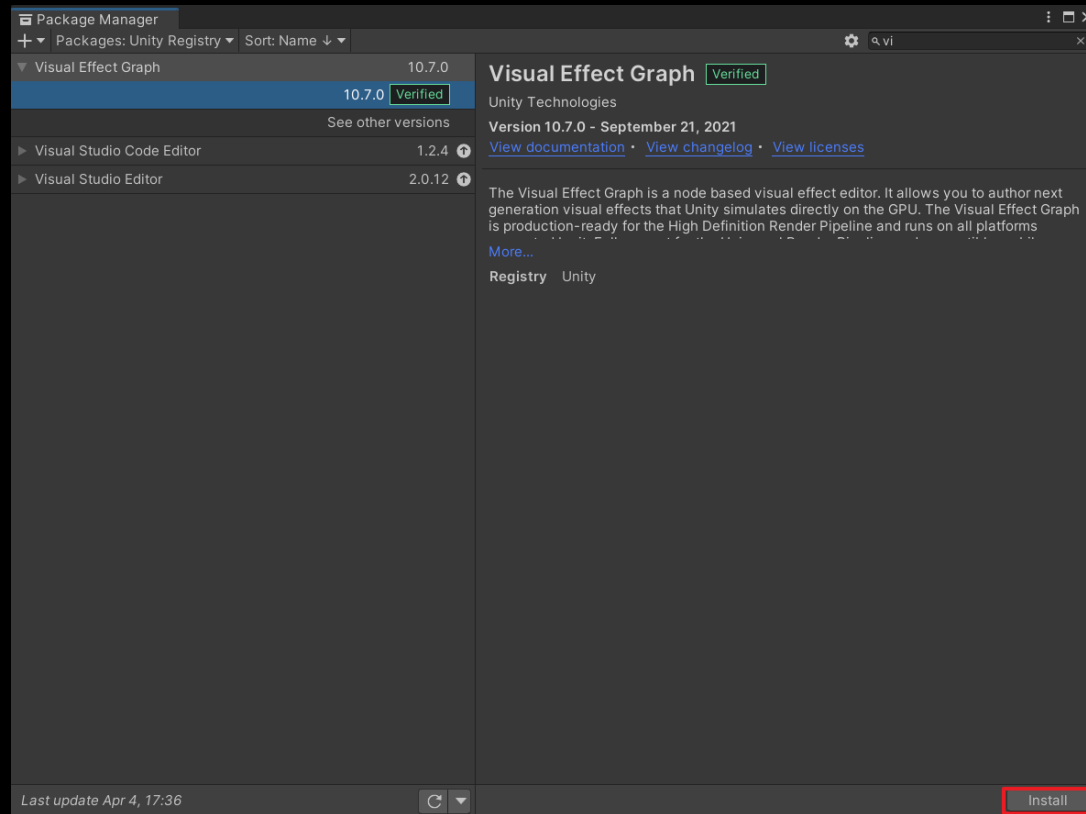 Package Manager
Packages: Unity Registry Sort: Name ↓ vi
Visual Effect Graph 10.7.0
10.7.0 Verified
See other versions
Visual Studio Code Editor 1.2.4
Visual Studio Editor 2.0.12
Visual Effect Graph Verified
Unity Technologies
Version 10.7.0 - September 21, 2021
View documentation • View changelog • View licenses
The Visual Effect Graph is a node based visual effect editor. It allows you to author next
generation visual effects that Unity simulates directly on the GPU. The Visual Effect Graph
is production-ready for the High Definition Render Pipeline and runs on all platforms
More...
Registry Unity
Last update Apr 4, 17:36
Install